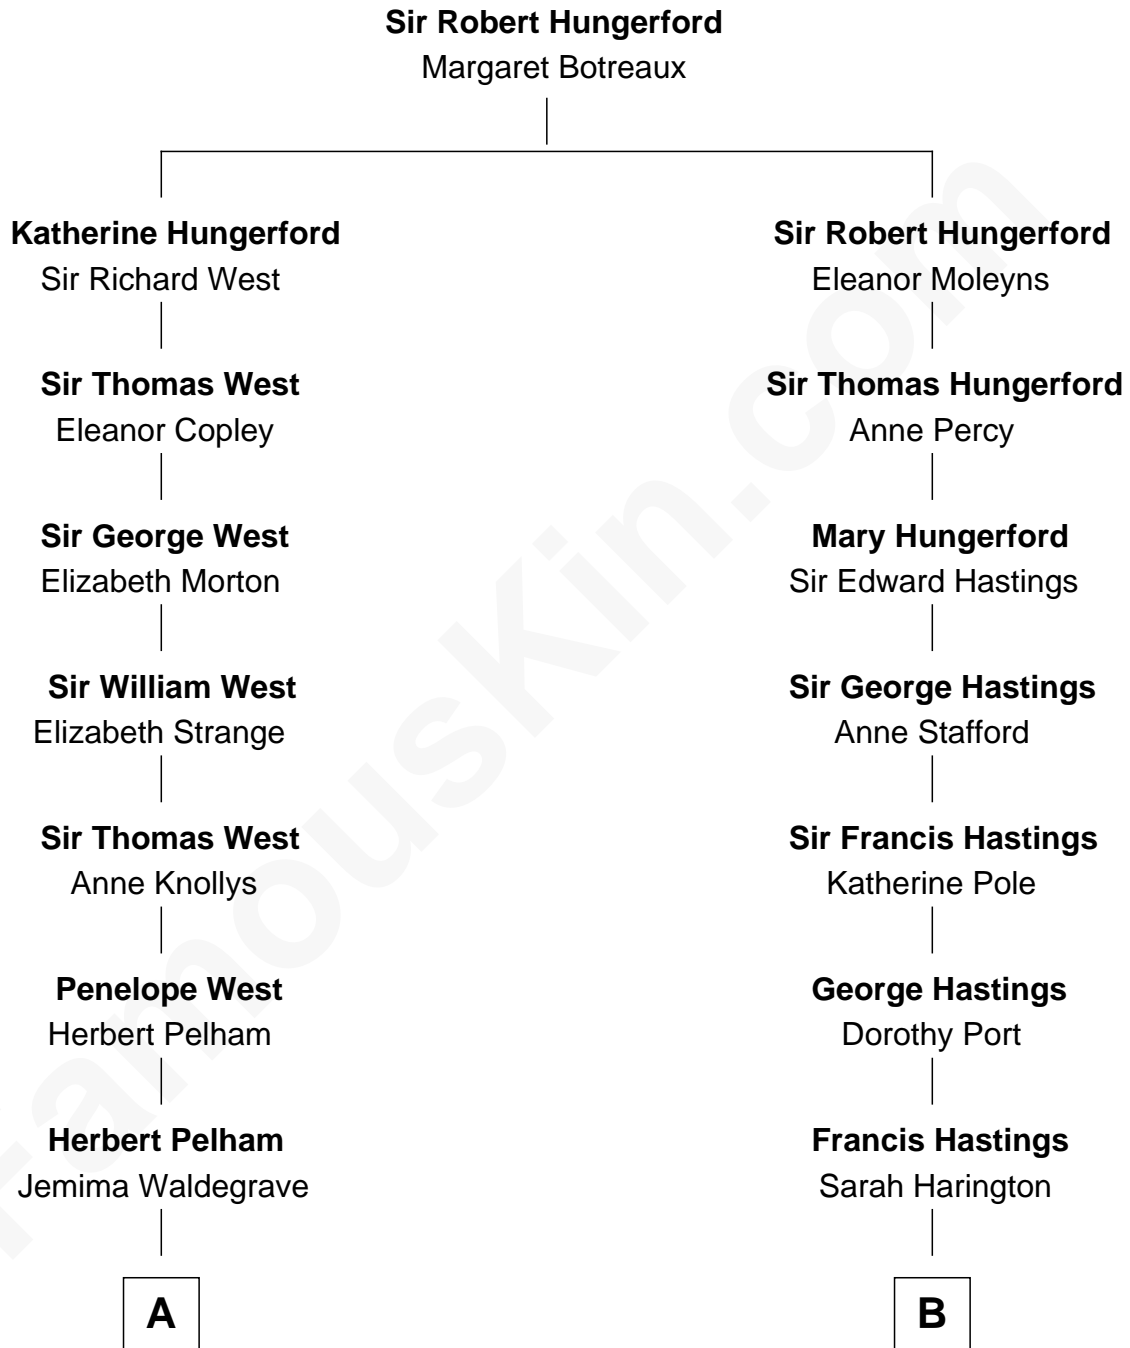 Sir Robert Hungerford
Margaret Botreaux
Katherine Hungerford
Sir Richard West
Sir Robert Hungerford
Eleanor Moleyns
Sir Thomas West
Eleanor Copley
Sir Thomas Hungerford
Anne Percy
Sir George West
Elizabeth Morton
Mary Hungerford
Sir Edward Hastings
Sir William West
Elizabeth Strange
Sir George Hastings
Anne Stafford
Sir Thomas West
Anne Knollys
Sir Francis Hastings
Katherine Pole
Penelope West
Herbert Pelham
George Hastings
Dorothy Port
Herbert Pelham
Jemima Waldegrave
Francis Hastings
Sarah Harington
A
B
FamousKin.com